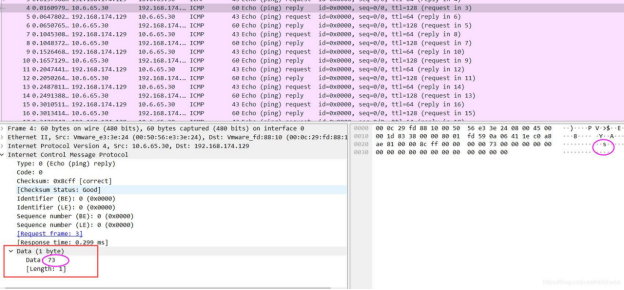 4 0.0160979… 10.6.65.30 192.168.174.… ICMP 60 Echo (ping) reply id=0x0000, seq=0/0, ttl=128 (request in 3)
5 0.0647802… 192.168.174.129 10.6.65.30 ICMP 43 Echo (ping) request id=0x0000, seq=0/0, ttl=64 (reply in 6)
6 0.0650765… 10.6.65.30 192.168.174.… ICMP 60 Echo (ping) reply id=0x0000, seq=0/0, ttl=128 (request in 5)
7 0.1045308… 192.168.174.129 10.6.65.30 ICMP 43 Echo (ping) request id=0x0000, seq=0/0, ttl=64 (reply in 8)
8 0.1048372… 10.6.65.30 192.168.174.… ICMP 60 Echo (ping) reply id=0x0000, seq=0/0, ttl=128 (request in 7)
9 0.1526468… 192.168.174.129 10.6.65.30 ICMP 43 Echo (ping) request id=0x0000, seq=0/0, ttl=64 (reply in 10)
10 0.1657129… 10.6.65.30 192.168.174.… ICMP 60 Echo (ping) reply id=0x0000, seq=0/0, ttl=128 (request in 9)
11 0.2047441… 192.168.174.129 10.6.65.30 ICMP 43 Echo (ping) request id=0x0000, seq=0/0, ttl=64 (reply in 12)
12 0.2050264… 10.6.65.30 192.168.174.… ICMP 60 Echo (ping) reply id=0x0000, seq=0/0, ttl=128 (request in 11)
13 0.2487811… 192.168.174.129 10.6.65.30 ICMP 43 Echo (ping) request id=0x0000, seq=0/0, ttl=64 (reply in 14)
14 0.2491388… 10.6.65.30 192.168.174.… ICMP 60 Echo (ping) reply id=0x0000, seq=0/0, ttl=128 (request in 13)
15 0.3010511… 192.168.174.129 10.6.65.30 ICMP 43 Echo (ping) request id=0x0000, seq=0/0, ttl=64 (reply in 16)
16 0.3013414… 10.6.65.30 192.168.174.… ICMP 60 Echo (ping) reply id=0x0000, seq=0/0, ttl=128 (request in 15)
Frame 4: 60 bytes on wire (480 bits), 60 bytes captured (480 bits) on interface 0
Ethernet II, Src: Vmware_e3:3e:24 (00:50:56:e3:3e:24), Dst: Vmware_fd:88:10 (00:0c:29:fd:88:1
Internet Protocol Version 4, Src: 10.6.65.30, Dst: 192.168.174.129
Internet Control Message Protocol
Type: 0 (Echo (ping) reply)
Code: 0
Checksum: 0x8cff [correct]
[Checksum Status: Good]
Identifier (BE): 0 (0x0000)
Identifier (LE): 0 (0x0000)
Sequence number (BE): 0 (0x0000)
Sequence number (LE): 0 (0x0000)
[Request frame: 3]
[Response time: 0.299 ms]
Data (1 byte)
Data: 73
[Length: 1]
0000 00 0c 29 fd 88 10 00 50 56 e3 3e 24 08 00 45 00
0010 00 1d 83 38 00 00 80 01 fd 59 0a 06 41 1e c0 a8
0020 ae 81 00 00 8c ff 00 00 00 00 73 00 00 00 00 00
0030 00 00 00 00 00 00 00 00 00 00 00 00